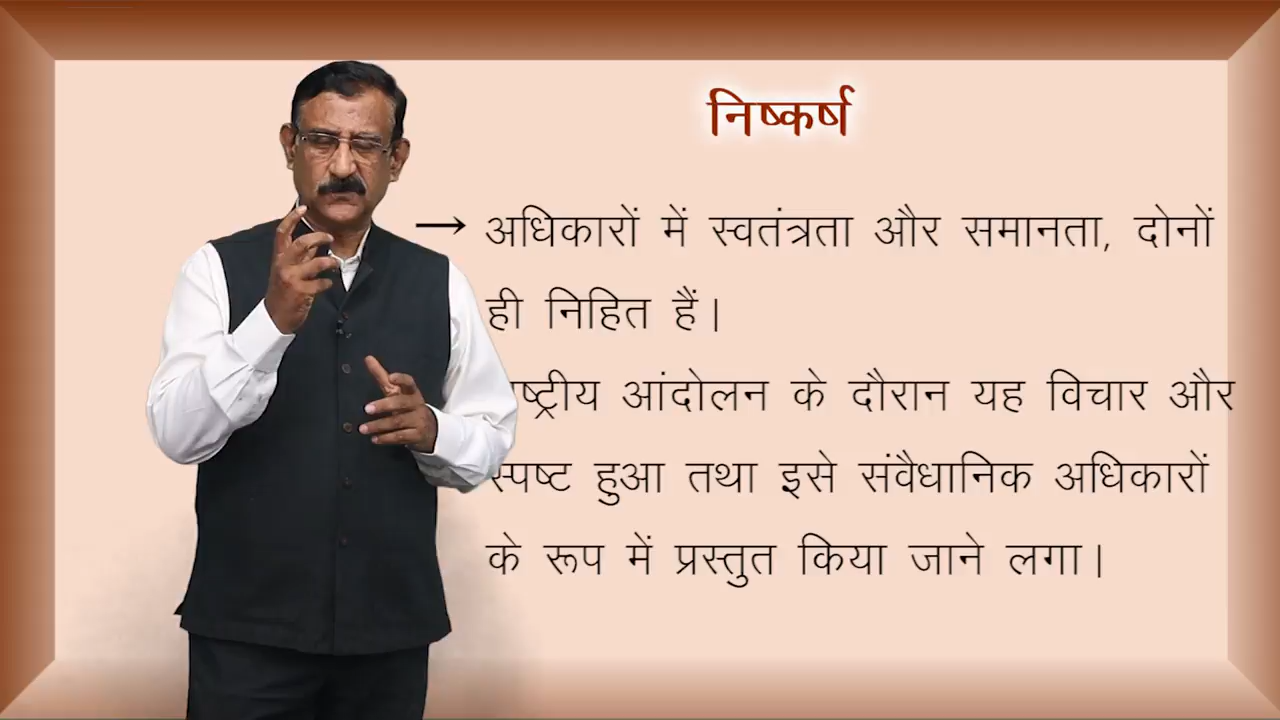 निष्कर्ष
→ अधिकारों में स्वतंत्रता और समानता, दोनों
ही निहित हैं।
आंदोलन के दौरान यह विचार और
स्पष्ट हुआ तथा इसे संवैधानिक अधिकारों
के रूप में प्रस्तुत किया जाने लगा।